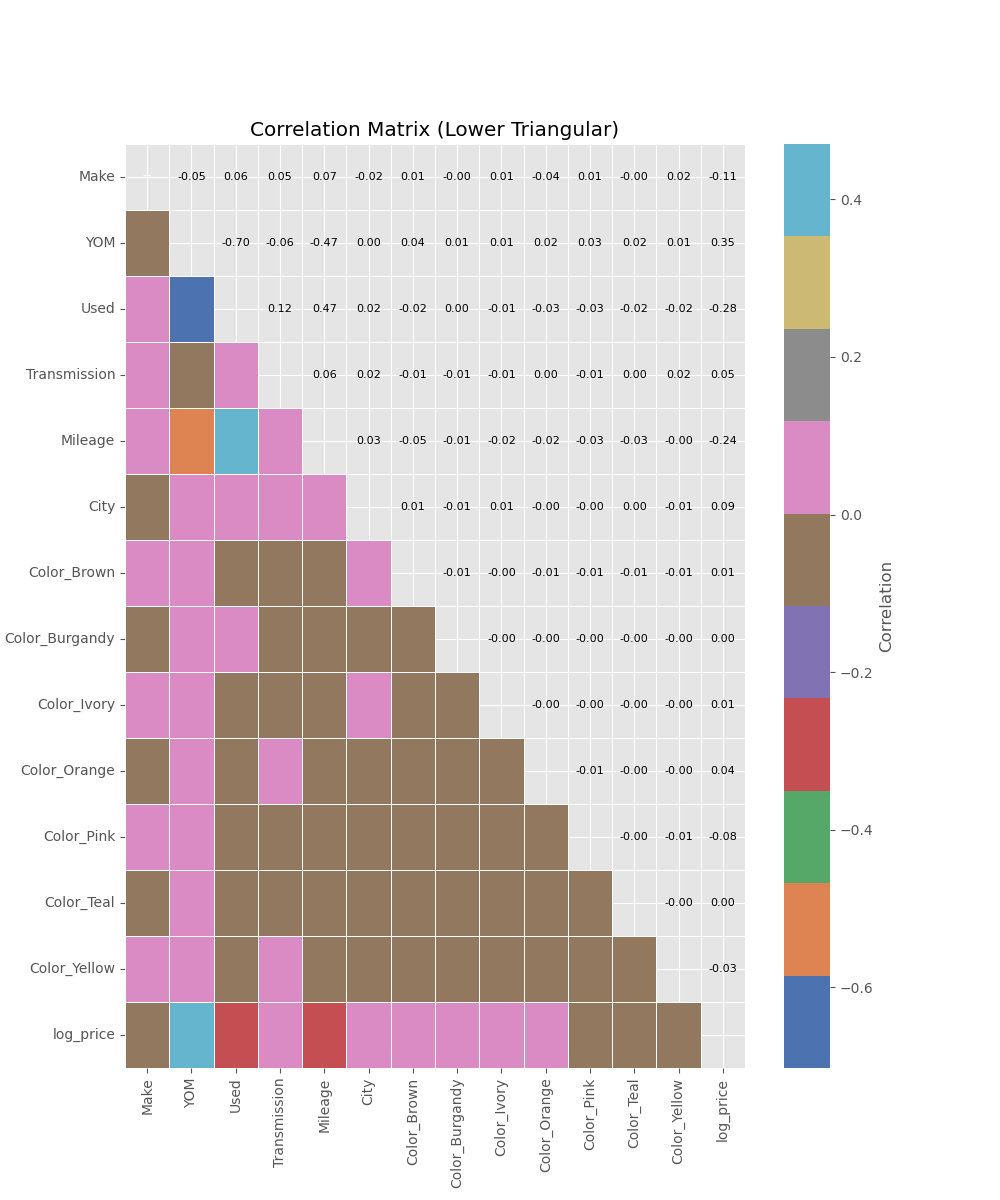 Correlation Matrix (Lower Triangular)
Make -0.05 0.06 0.05 0.07 -0.02 0.01 -0.00 0.01 -0.04 0.01 -0.00 0.02 -0.11
YOM -0.70 -0.06 -0.47 0.00 0.04 0.01 0.01 0.02 0.03 0.02 0.01 0.35
Used 0.12 0.47 0.02 -0.02 0.00 -0.01 -0.03 -0.03 -0.02 -0.02 -0.28
Transmission 0.06 0.02 -0.01 -0.01 -0.01 0.00 -0.01 0.00 0.02 0.05
Mileage 0.03 -0.05 -0.01 -0.02 -0.02 -0.03 -0.03 -0.00 -0.24
City 0.01 -0.01 0.01 -0.00 -0.00 0.00 -0.01 0.09
Color_Brown -0.01 -0.00 -0.01 -0.01 -0.01 -0.01 0.01
Color_Burgandy -0.00 -0.00 -0.00 -0.00 -0.00 0.00
Color_Ivory -0.00 -0.00 -0.00 -0.00 0.01
Color_Orange -0.01 -0.00 -0.00 0.04
Color_Pink -0.00 -0.01 -0.08
Color_Teal -0.00 0.00
Color_Yellow -0.03
log_price
Make
YOM
Used
Transmission
Mileage
City
Color_Brown
Color_Burgandy
Color_Ivory
Color_Orange
Color_Pink
Color_Teal
Color_Yellow
log_price
0.4
0.2
0.0
−0.2
−0.4
−0.6
Correlation